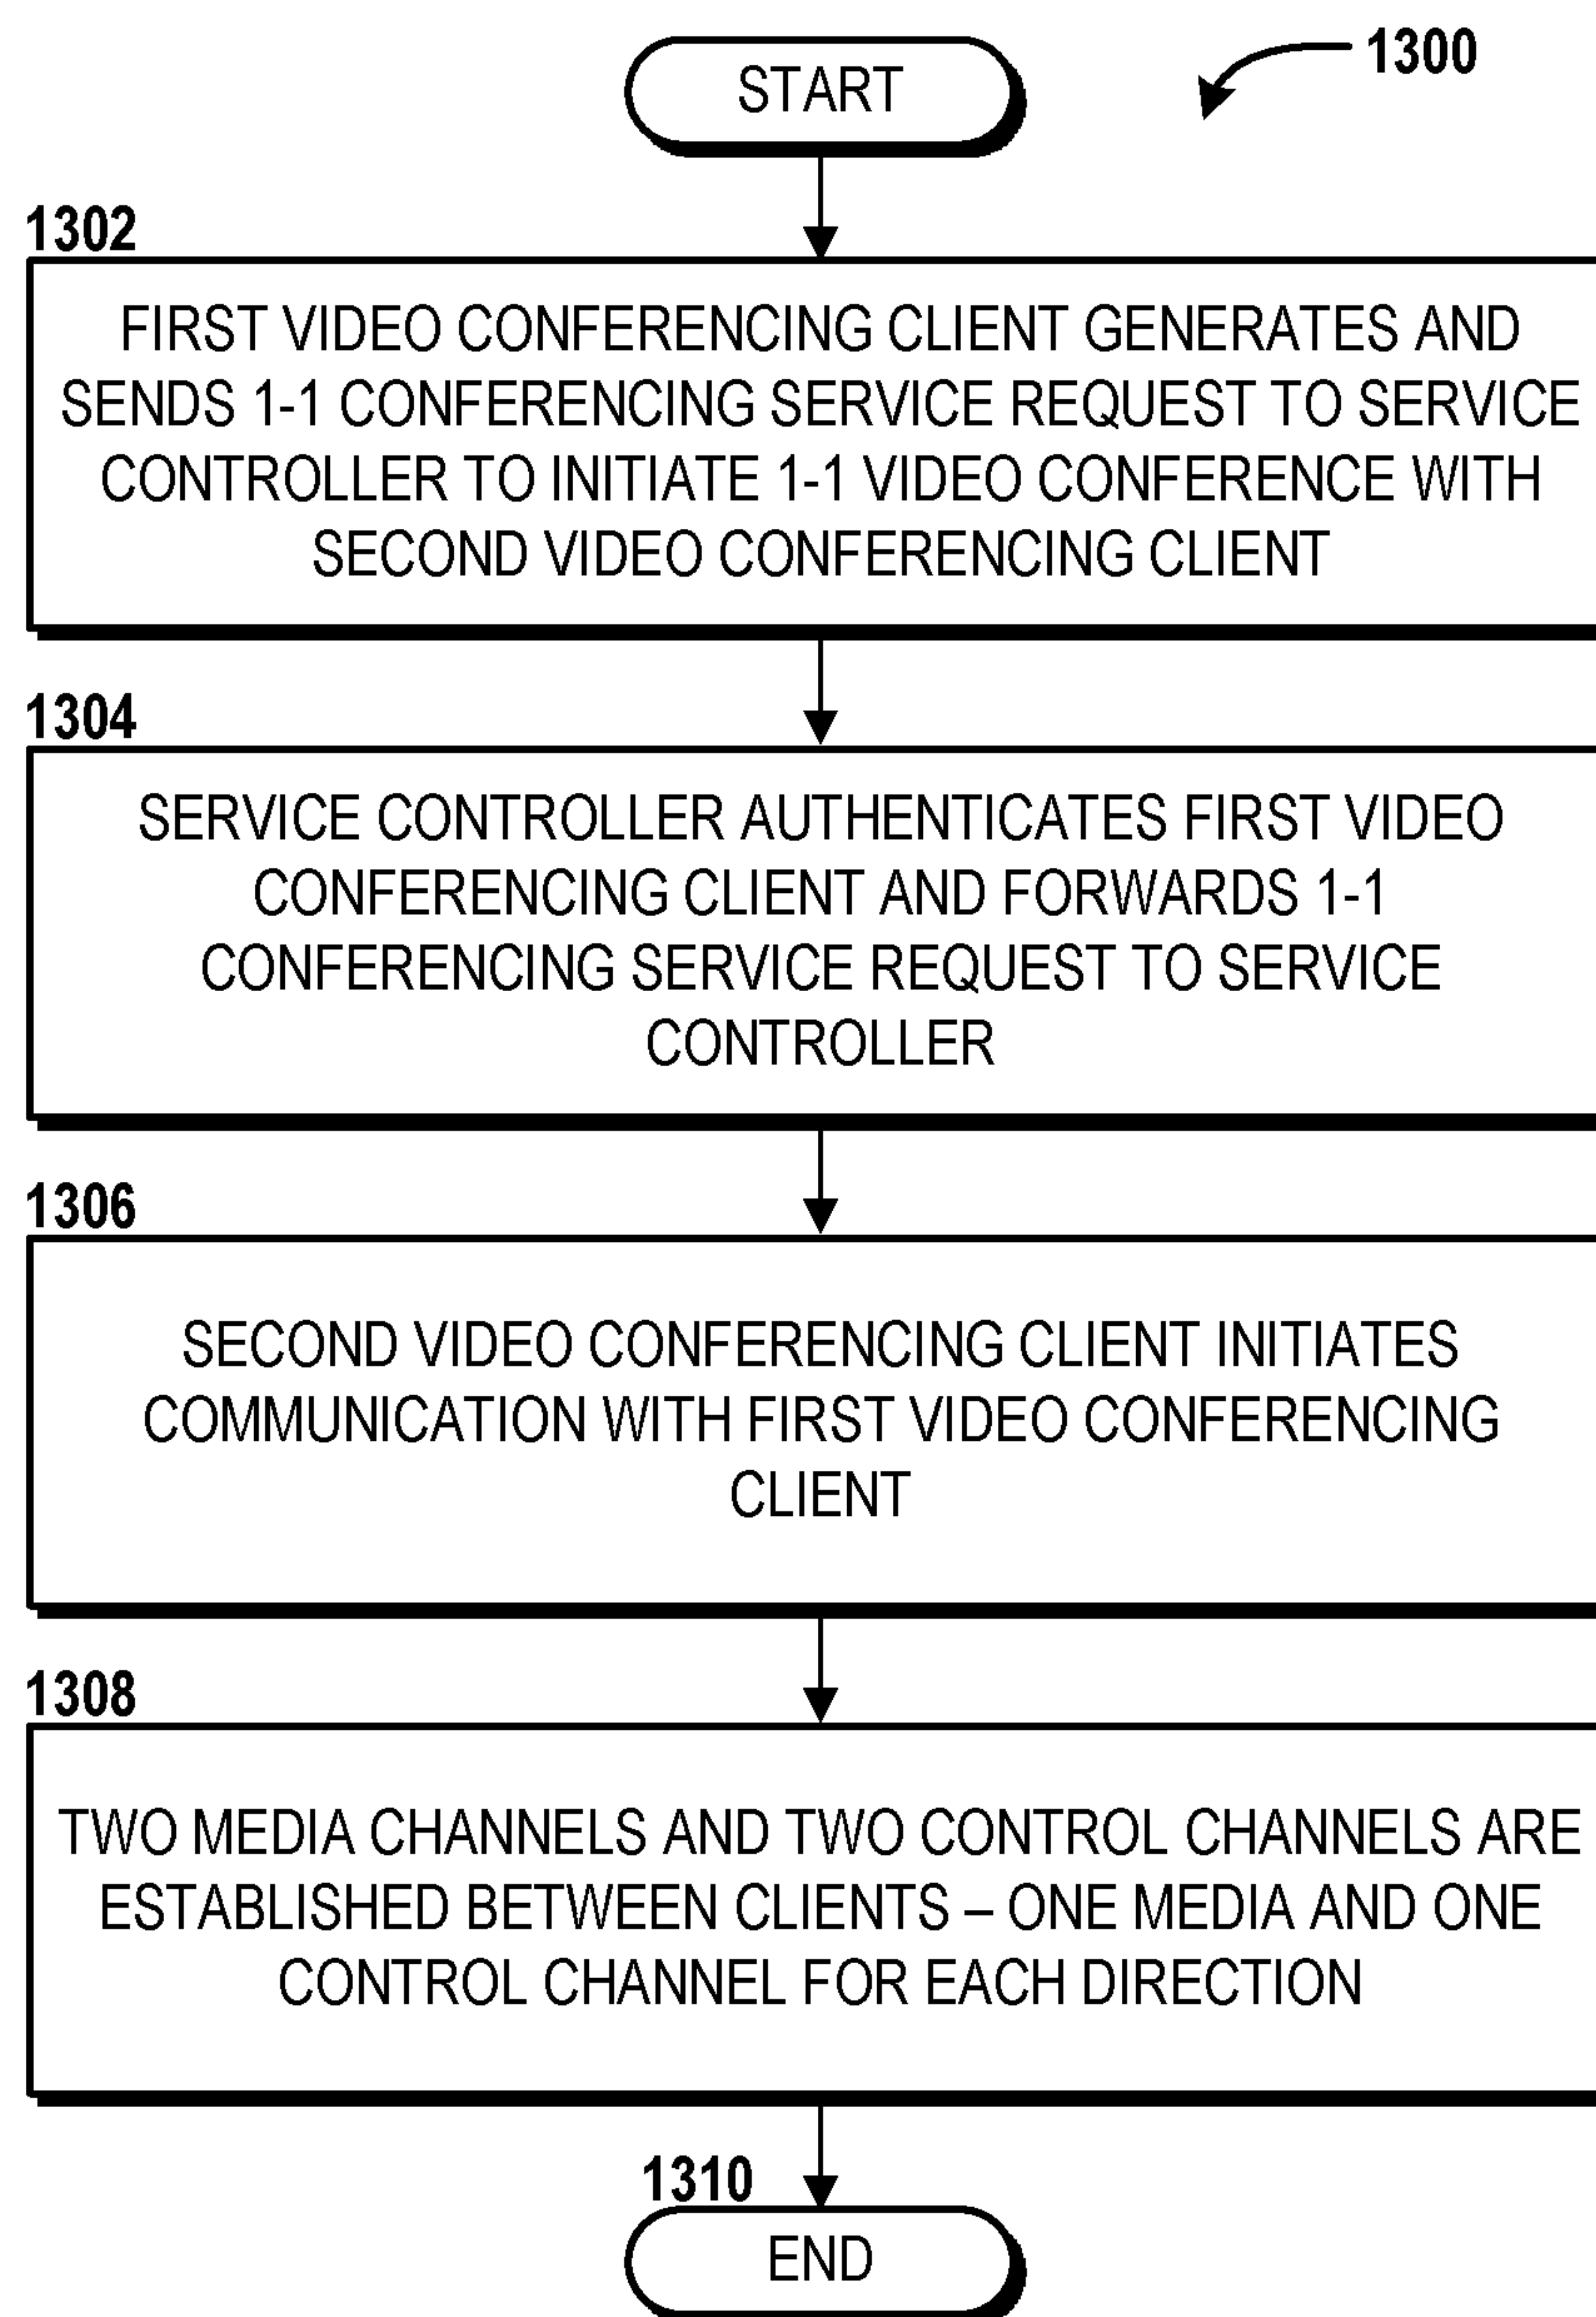 START
1300
1302
FIRST VIDEO CONFERENCING CLIENT GENERATES AND
SENDS 1-1 CONFERENCING SERVICE REQUEST TO SERVICE
CONTROLLER TO INITIATE 1-1 VIDEO CONFERENCE WITH
SECOND VIDEO CONFERENCING CLIENT
1304
SERVICE CONTROLLER AUTHENTICATES FIRST VIDEO
CONFERENCING CLIENT AND FORWARDS 1-1
CONFERENCING SERVICE REQUEST TO SERVICE
CONTROLLER
1306
SECOND VIDEO CONFERENCING CLIENT INITIATES
COMMUNICATION WITH FIRST VIDEO CONFERENCING
CLIENT
1308
TWO MEDIA CHANNELS AND TWO CONTROL CHANNELS ARE
ESTABLISHED BETWEEN CLIENTS – ONE MEDIA AND ONE
CONTROL CHANNEL FOR EACH DIRECTION
1310
END